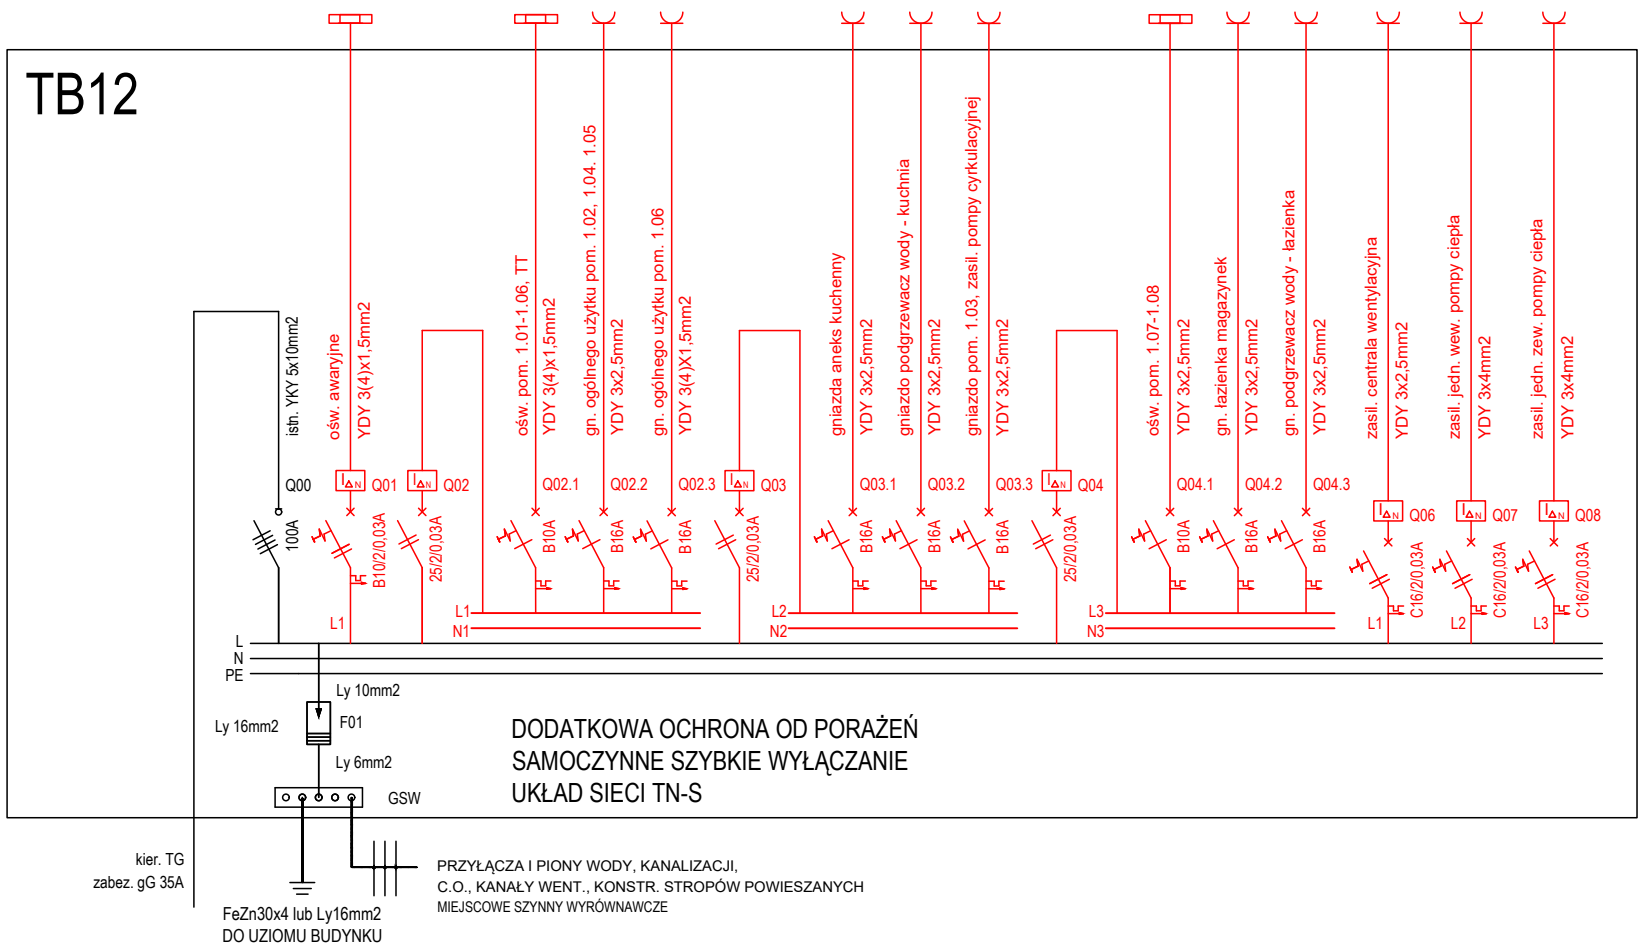 TB12
istn. YKY 5x10mm2
Q00
100A
ośw. awaryjne
YDY 3(4)x1,5mm2
I△N
Q01
B10/2/0,03A
L1
I△N
Q02
25/2/0,03A
ośw. pom. 1.01-1.06, TT
YDY 3(4)x1,5mm2
Q02.1
B10A
gn. ogólnego użytku pom. 1.02, 1.04. 1.05
YDY 3x2,5mm2
Q02.2
B16A
gn. ogólnego użytku pom. 1.06
YDY 3(4)X1,5mm2
Q02.3
B16A
L1
N1
I△N
Q03
25/2/0,03A
gniazda aneks kuchenny
YDY 3x2,5mm2
Q03.1
B16A
gniazdo podgrzewacz wody - kuchnia
YDY 3x2,5mm2
Q03.2
B16A
gniazdo pom. 1.03, zasil. pompy cyrkulacyjnej
YDY 3x2,5mm2
Q03.3
B16A
L2
N2
I△N
Q04
25/2/0,03A
ośw. pom. 1.07-1.08
YDY 3x2,5mm2
Q04.1
B10A
gn. łazienka magazynek
YDY 3x2,5mm2
Q04.2
B16A
gn. podgrzewacz wody - łazienka
YDY 3x2,5mm2
Q04.3
B16A
L3
N3
zasil. centrala wentylacyjna
YDY 3x2,5mm2
I△N
Q06
C16/2/0,03A
L1
zasil. jedn. wew. pompy ciepła
YDY 3x4mm2
I△N
Q07
C16/2/0,03A
L2
zasil. jedn. zew. pompy ciepła
YDY 3x4mm2
I△N
Q08
C16/2/0,03A
L3
L
N
PE
Ly 10mm2
Ly 16mm2
F01
Ly 6mm2
GSW
DODATKOWA OCHRONA OD PORAŻEŃ
SAMOCZYNNE SZYBKIE WYŁĄCZANIE
UKŁAD SIECI TN-S
kier. TG
zabez. gG 35A
PRZYŁĄCZA I PIONY WODY, KANALIZACJI,
C.O., KANAŁY WENT., KONSTR. STROPÓW POWIESZANYCH
MIEJSCOWE SZYNNY WYRÓWNAWCZE
FeZn30x4 lub Ly16mm2
DO UZIOMU BUDYNKU